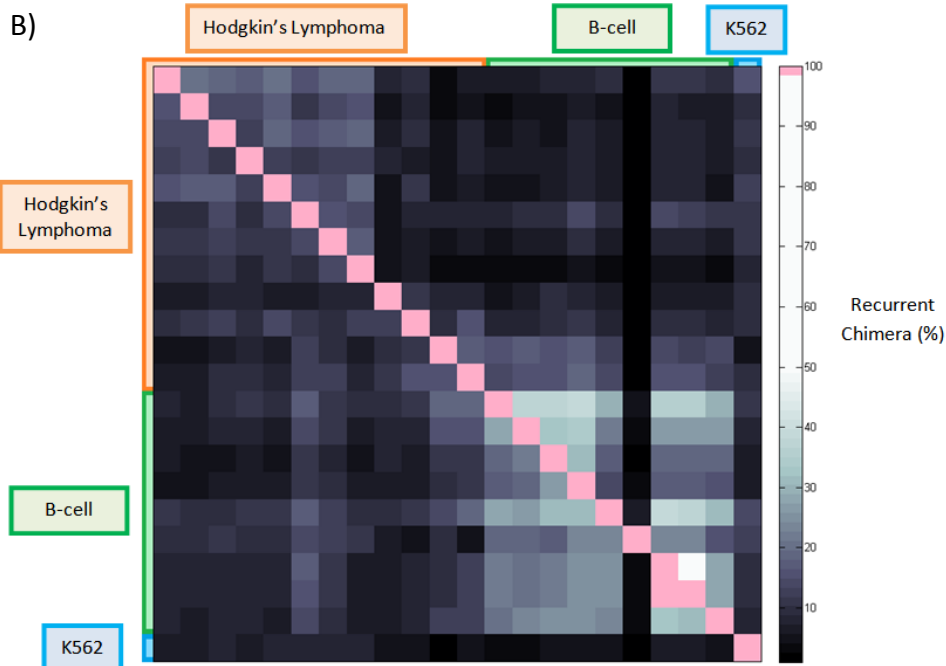 B)
Hodgkin's Lymphoma
B-cell
K562
Hodgkin's
Lymphoma
B-cell
K562
100
90
80
70
60
50
40
30
20
10
Recurrent
Chimera (%)